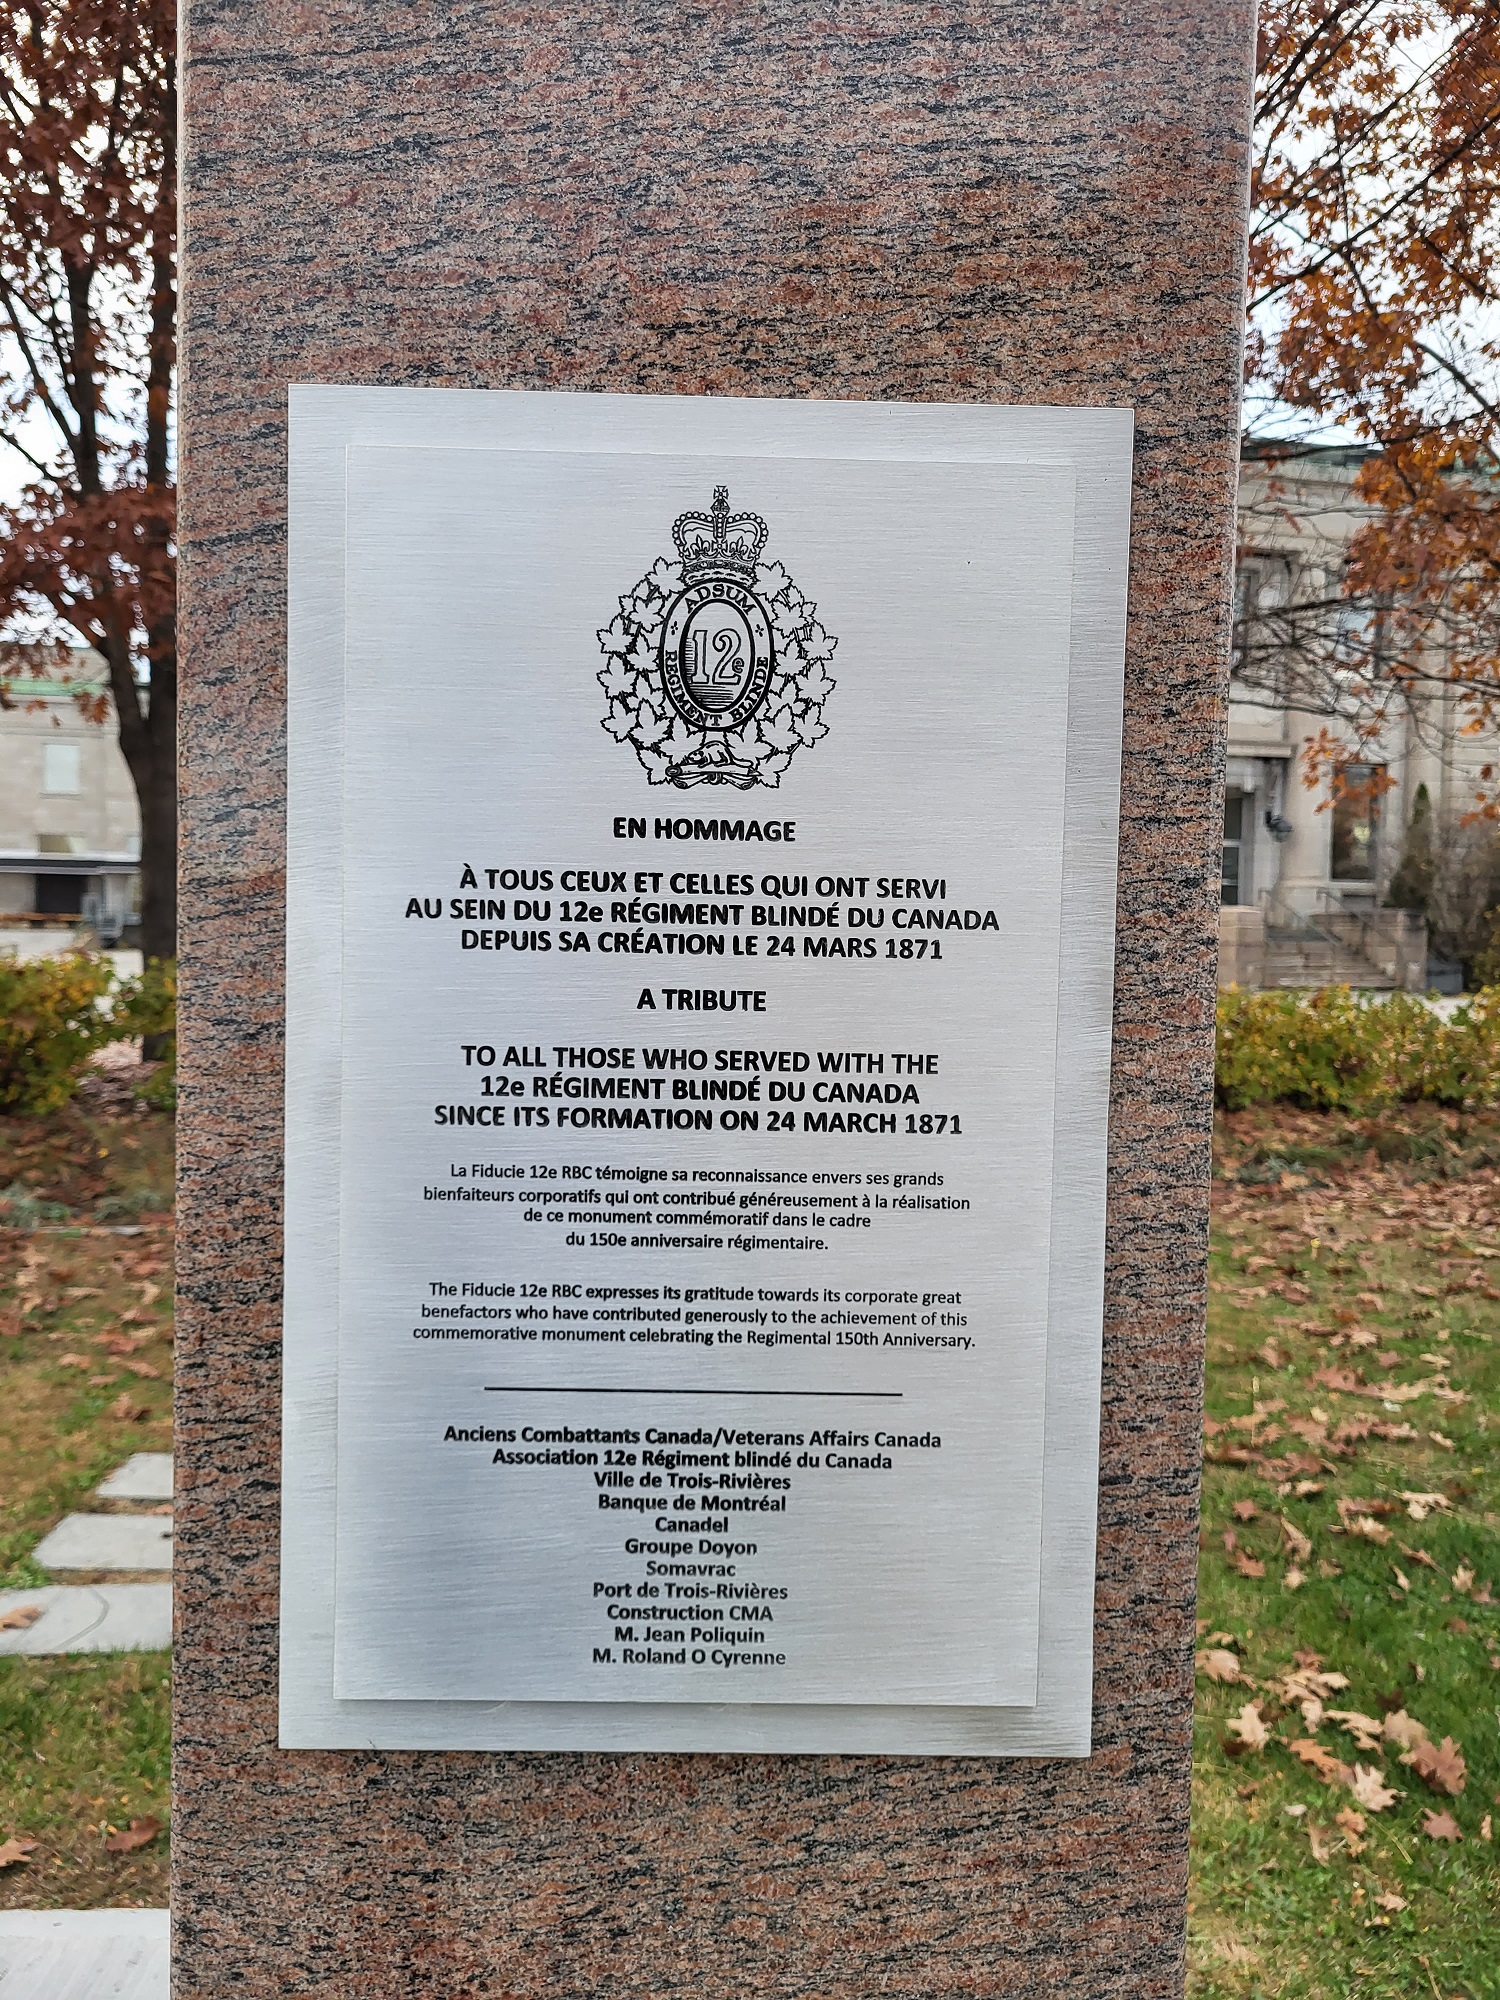 ADSUM
12e
RÉGIMENT BLINDÉ
EN HOMMAGE
À TOUS CEUX ET CELLES QUI ONT SERVI
AU SEIN DU 12e RÉGIMENT BLINDÉ DU CANADA
DEPUIS SA CRÉATION LE 24 MARS 1871
A TRIBUTE
TO ALL THOSE WHO SERVED WITH THE
12e RÉGIMENT BLINDÉ DU CANADA
SINCE ITS FORMATION ON 24 MARCH 1871
La Fiducie 12e RBC témoigne sa reconnaissance envers ses grands
bienfaiteurs corporatifs qui ont contribué généreusement à la réalisation
de ce monument commémoratif dans le cadre
du 150e anniversaire régimentaire.
The Fiducie 12e RBC expresses its gratitude towards its corporate great
benefactors who have contributed generously to the achievement of this
commemorative monument celebrating the Regimental 150th Anniversary.
Anciens Combattants Canada/Veterans Affairs Canada
Association 12e Régiment blindé du Canada
Ville de Trois-Rivières
Banque de Montréal
Canadel
Groupe Doyon
Somavrac
Port de Trois-Rivières
Construction CMA
M. Jean Poliquin
M. Roland O Cyrenne